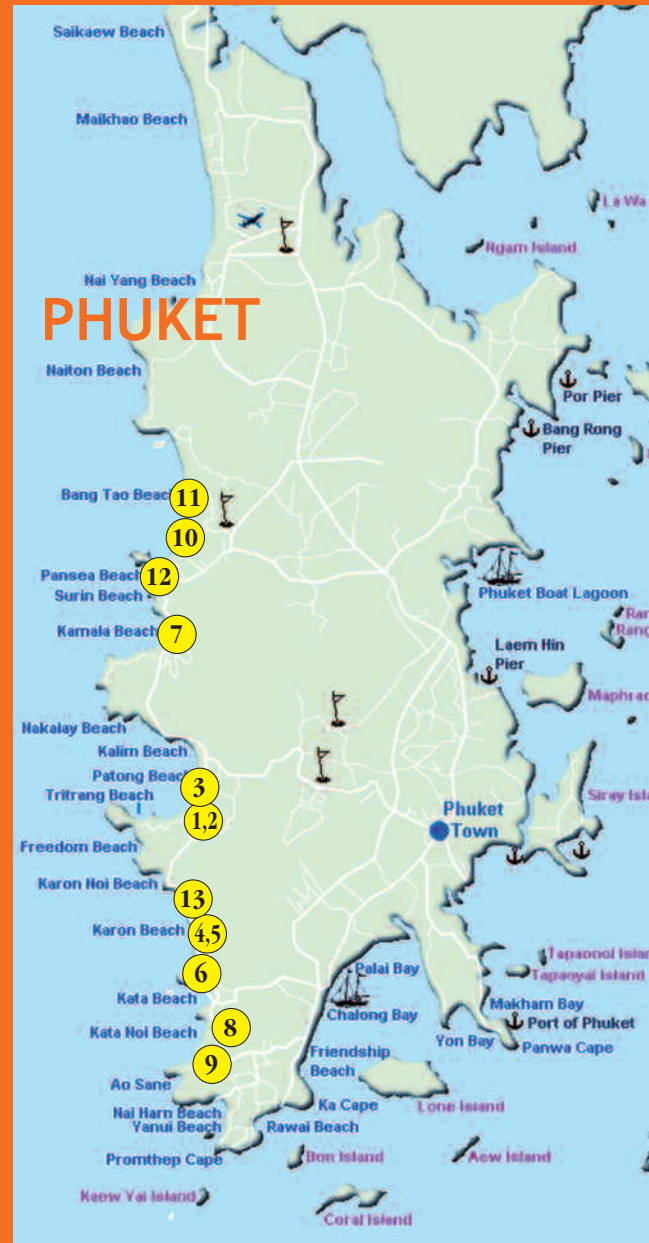 Saikaew Beach
Maikhao Beach
La Wa
Ngam Island
Nai Yang Beach
PHUKET
Naiton Beach
Por Pier
Bang Rong
Pier
Bang Tao Beach
11
10
Pansea Beach
12
Surin Beach
Phuket Boat Lagoon
Kamala Beach
7
Laem Hin
Pier
Nakalay Beach
Kalim Beach
Patong Beach
3
Tritrang Beach
1,2
Phuket
Town
Freedom Beach
Karon Noi Beach
13
Karon Beach
4,5
6
Palai Bay
Tapaoyai Island
Kata Beach
Chalong Bay
Makham Bay
8
Port of Phuket
Kata Noi Beach
Yon Bay
Panwa Cape
9
Friendship
Beach
Ao Sane
Ka Cape
Lone Island
Nai Harn Beach
Yanui Beach
Rawai Beach
Promthep Cape
Bon Island
Aew Island
Kaew Yai Island
Coral Island